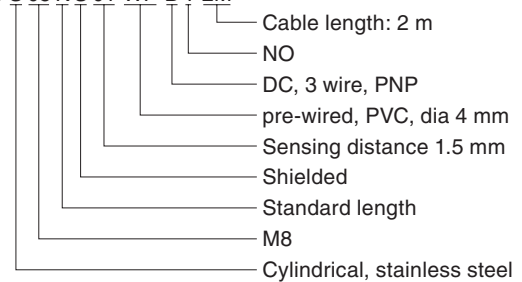 Cable length: 2 m
NO
DC, 3 wire, PNP
pre-wired, PVC, dia 4 mm
Sensing distance 1.5 mm
Shielded
Standard length
M8
Cylindrical, stainless steel